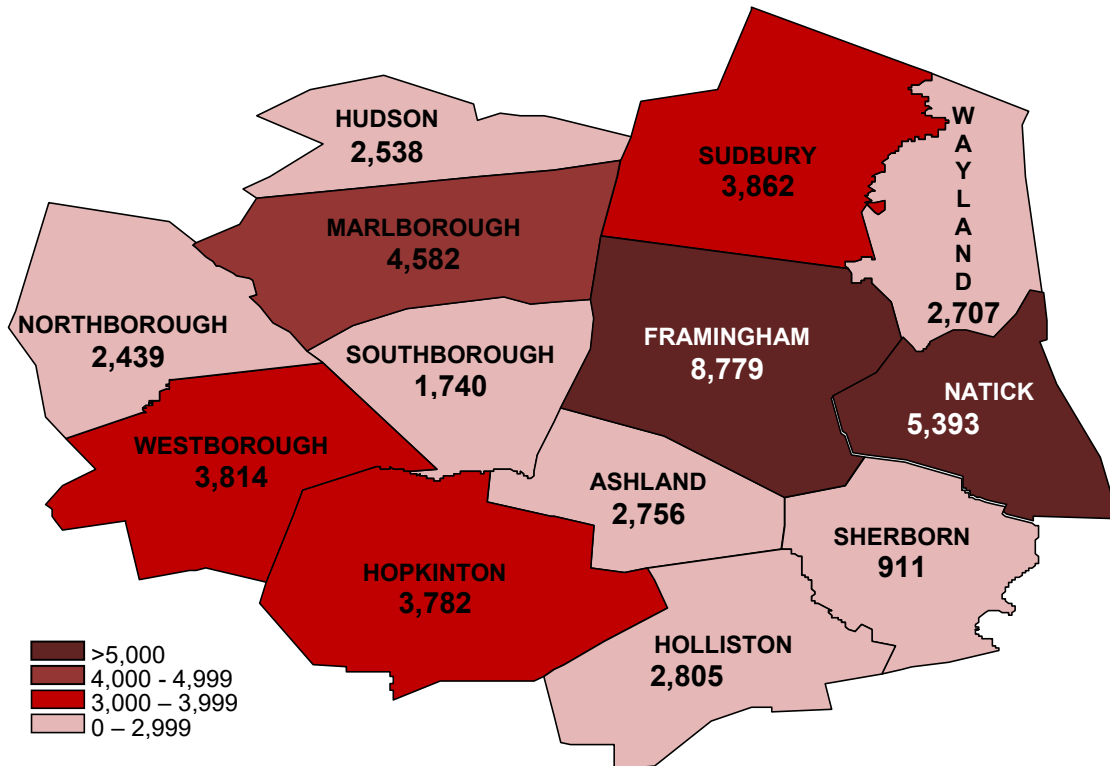 HUDSON
2,538
SUDBURY
3,862
W
A
Y
L
A
N
D
2,707
MARLBOROUGH
4,582
NORTHBOROUGH
2,439
SOUTHBOROUGH
1,740
FRAMINGHAM
8,779
NATICK
5,393
WESTBOROUGH
3,814
ASHLAND
2,756
SHERBORN
911
HOPKINTON
3,782
HOLLISTON
2,805
>5,000
4,000 - 4,999
3,000 – 3,999
0 – 2,999